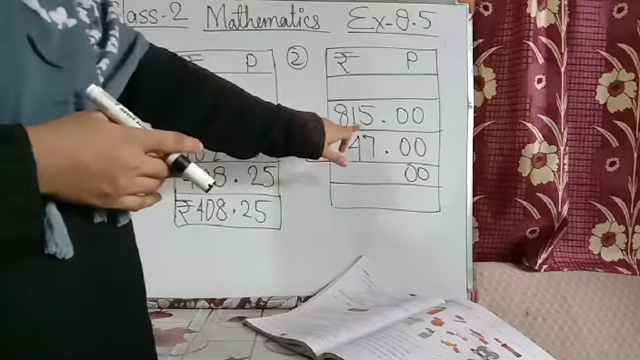 Class-2 Mathematics Ex-8.5
₹ P
8.25
₹408.25
② ₹ P
815.00
47.00
00